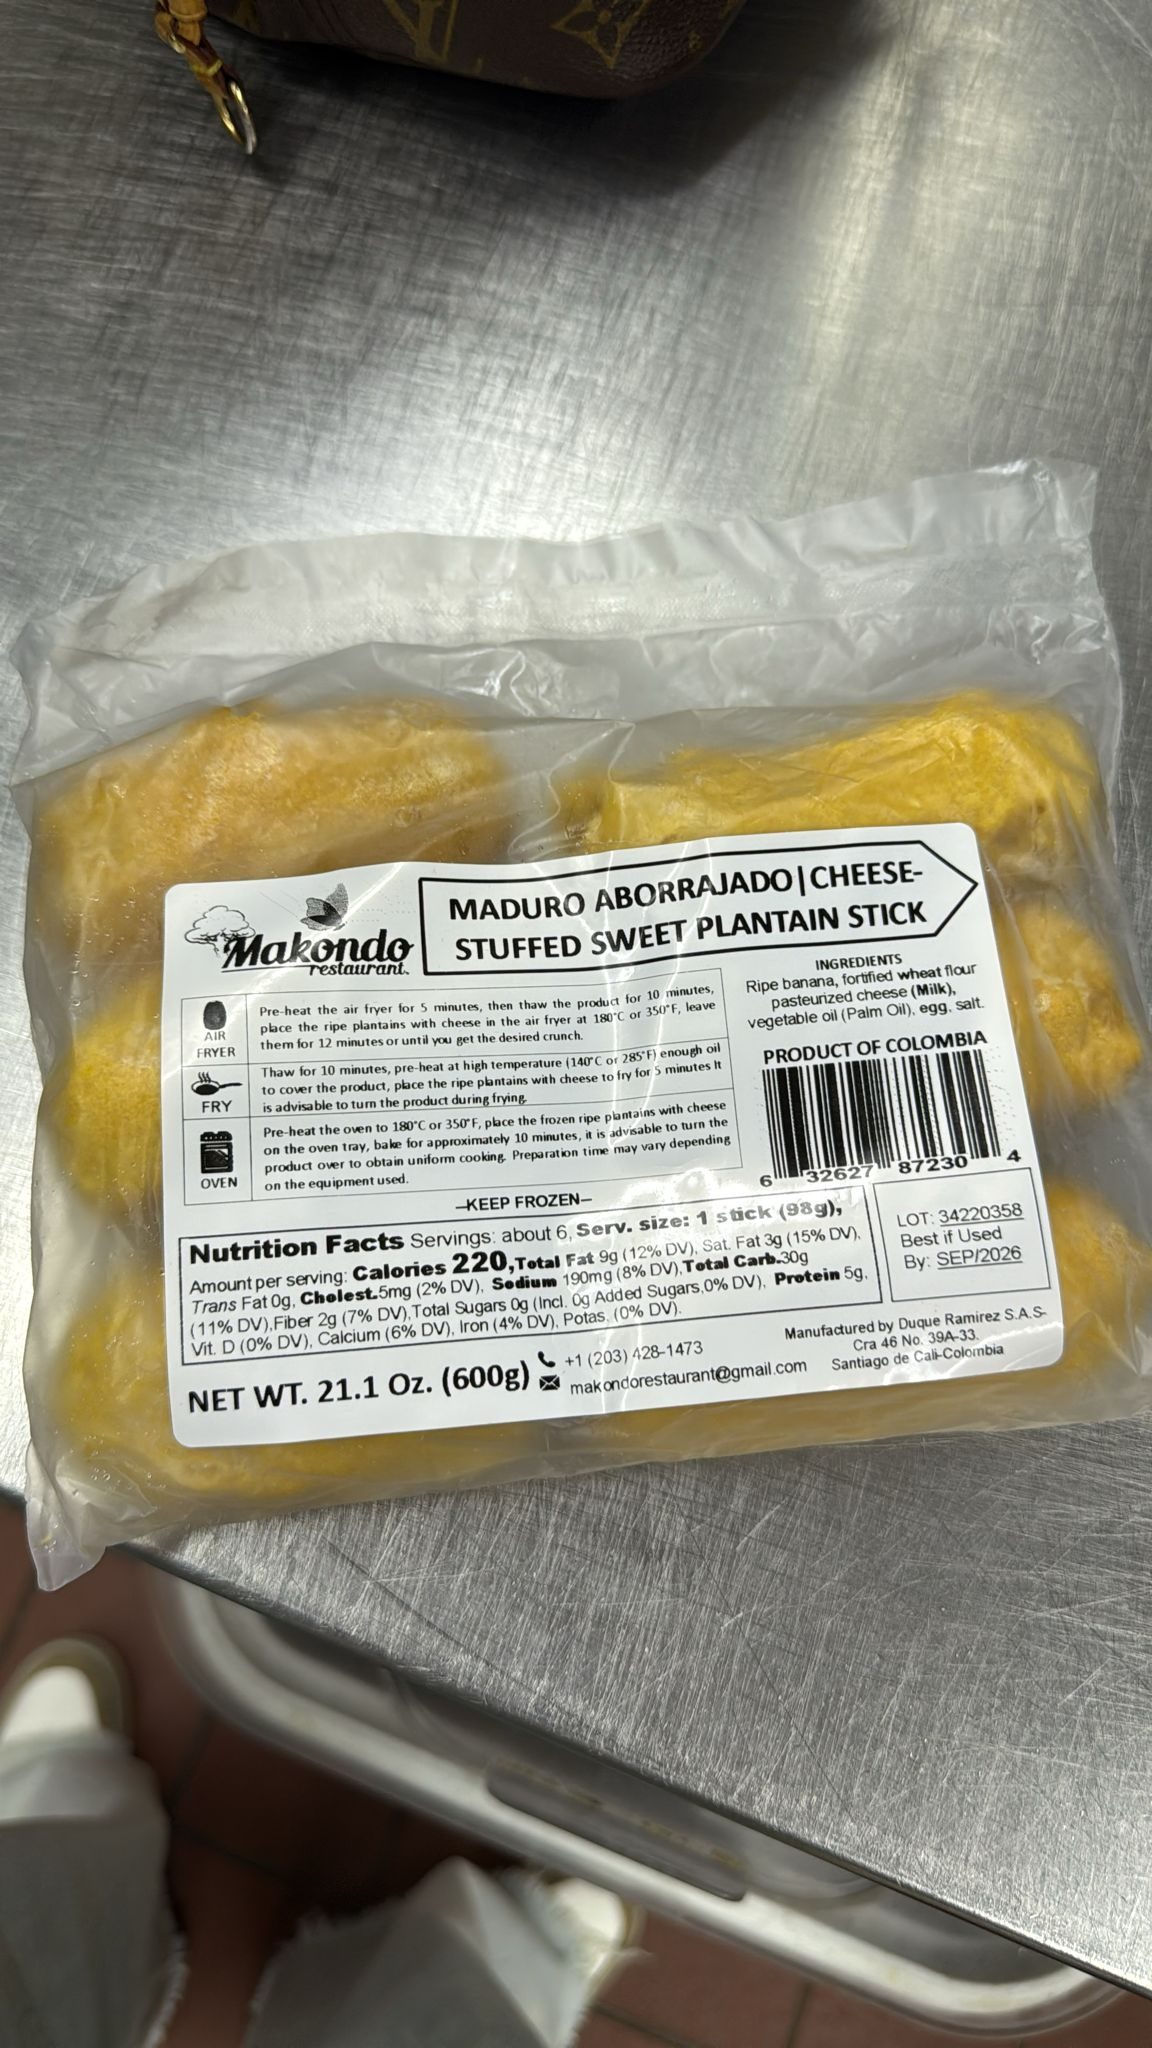 Makondo
restaurant.
MADURO ABORRAJADO|CHEESE-
STUFFED SWEET PLANTAIN STICK
AIR
FRYER
Pre-heat the air fryer for 5 minutes, then thaw the product for 10 minutes,
place the ripe plantains with cheese in the air fryer at 180°C or 350°F, leave
them for 12 minutes or until you get the desired crunch.
FRY
Thaw for 10 minutes, pre-heat at high temperature (140°C or 285°F) enough oil
to cover the product, place the ripe plantains with cheese to fry for 5 minutes It
is advisable to turn the product during frying.
OVEN
Pre-heat the oven to 180°C or 350°F, place the frozen ripe plantains with cheese
on the oven tray, bake for approximately 10 minutes, it is advisable to turn the
product over to obtain uniform cooking. Preparation time may vary depending
on the equipment used.
INGREDIENTS
Ripe banana, fortified wheat flour
pasteurized cheese (Milk),
vegetable oil (Palm Oil), egg, salt.
PRODUCT OF COLOMBIA
6 32627 87230 4
–KEEP FROZEN–
Nutrition Facts Servings: about 6, Serv. size: 1 stick (98g),
Amount per serving: Calories 220, Total Fat 9g (12% DV), Sat. Fat 3g (15% DV),
Trans Fat 0g, Cholest. 5mg (2% DV), Sodium 190mg (8% DV), Total Carb. 30g
(11% DV), Fiber 2g (7% DV), Total Sugars 0g (Incl. 0g Added Sugars, 0% DV), Protein 5g,
Vit. D (0% DV), Calcium (6% DV), Iron (4% DV), Potas. (0% DV).
LOT: 34220358
Best if Used
By: SEP/2026
NET WT. 21.1 Oz. (600g)
+1 (203) 428-1473
makondorestaurant@gmail.com
Manufactured by Duque Ramirez S.A.S-
Cra 46 No. 39A-33.
Santiago de Cali-Colombia